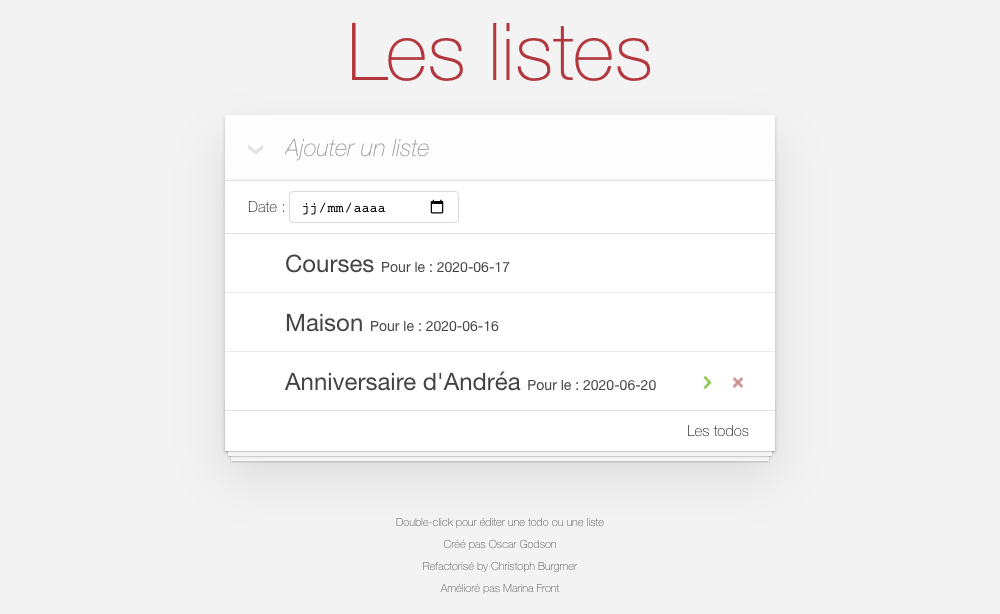 Les listes
Ajouter un liste
Date : jj/mm/aaaa
Courses Pour le : 2020-06-17
Maison Pour le : 2020-06-16
Anniversaire d'Andréa Pour le : 2020-06-20
Les todos
Double-click pour éditer une todo ou une liste
Créé pas Oscar Godson
Refactorisé by Christoph Burgmer
Amélioré pas Marina Front